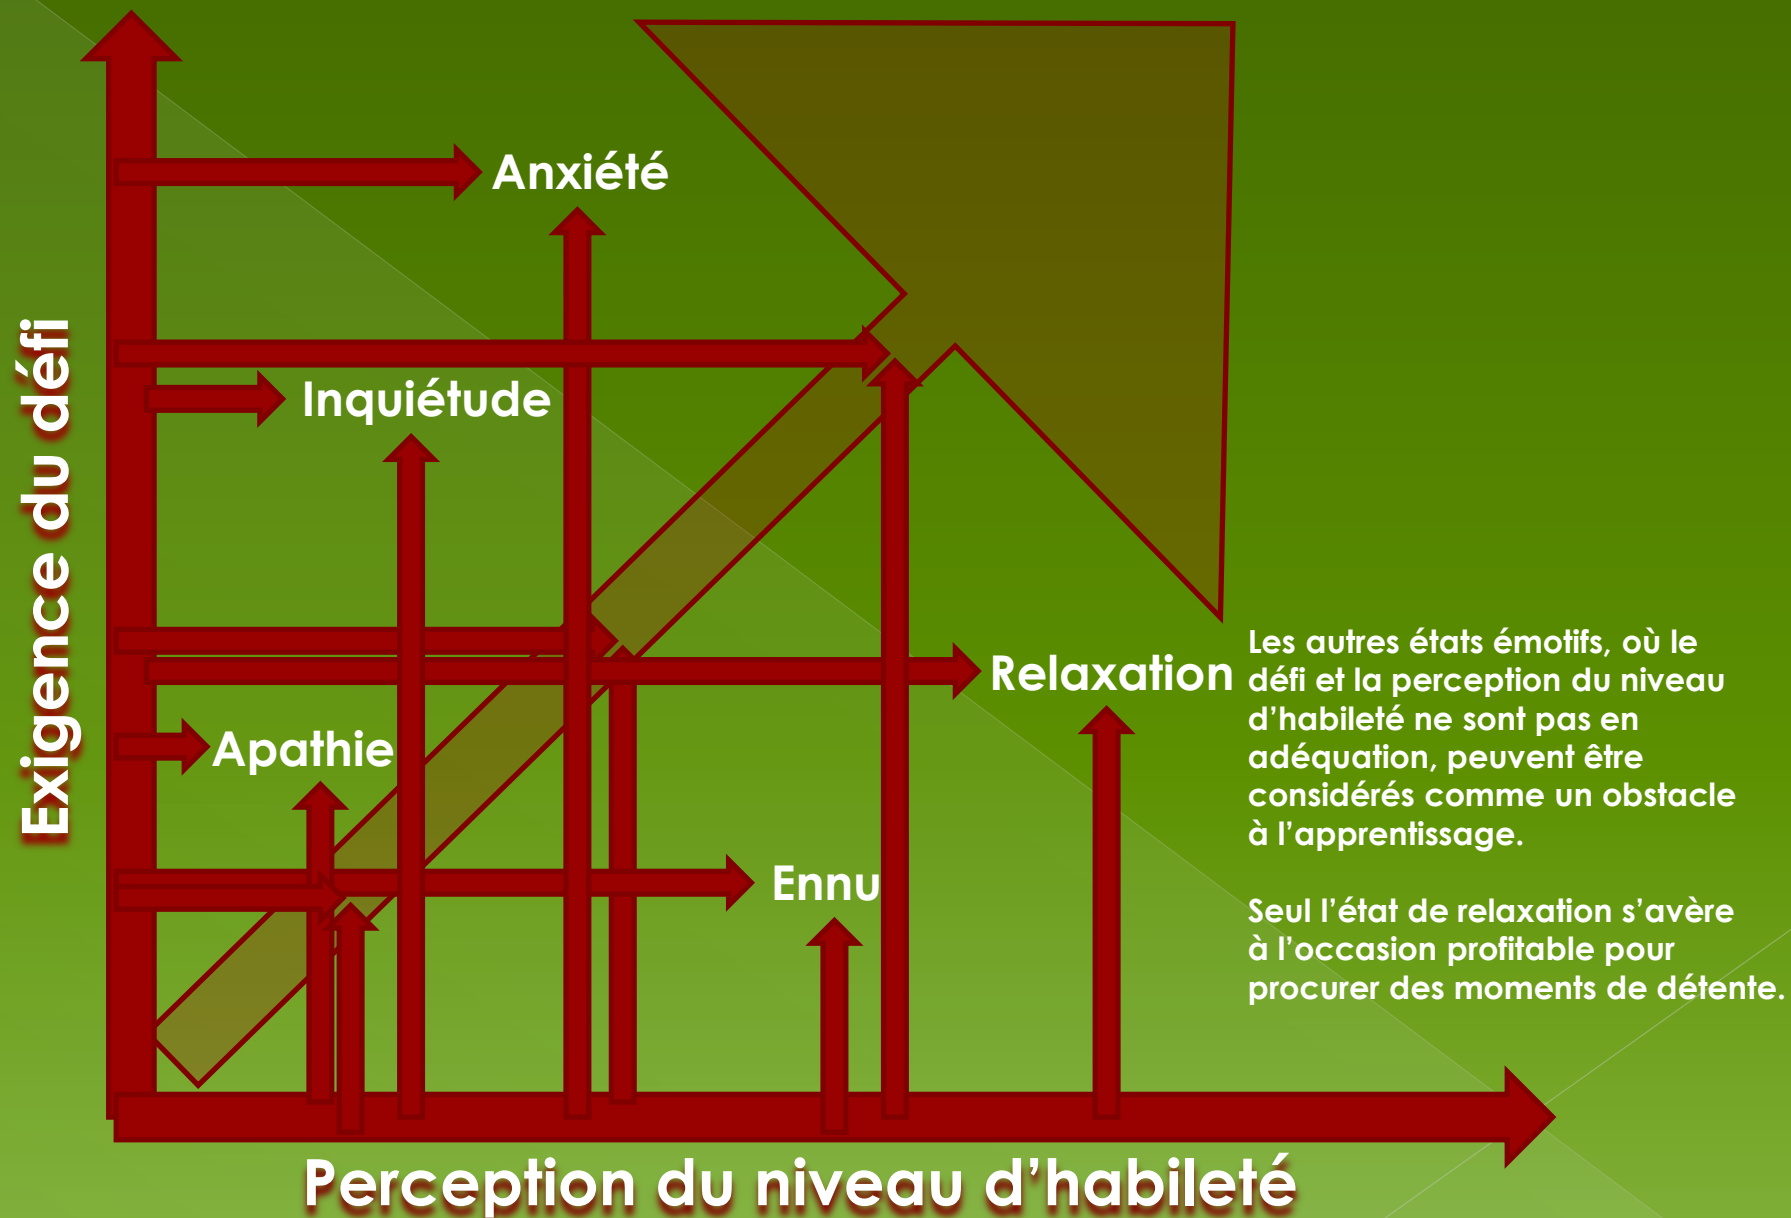 Anxiété
Exigence du défi
Inquiétude
Relaxation
Apathie
Ennu
Les autres états émotifs, où le
défi et la perception du niveau
d’habileté ne sont pas en
adéquation, peuvent être
considérés comme un obstacle
à l’apprentissage.
Seul l’état de relaxation s’avère
à l’occasion profitable pour
procurer des moments de détente.
Perception du niveau d’habileté